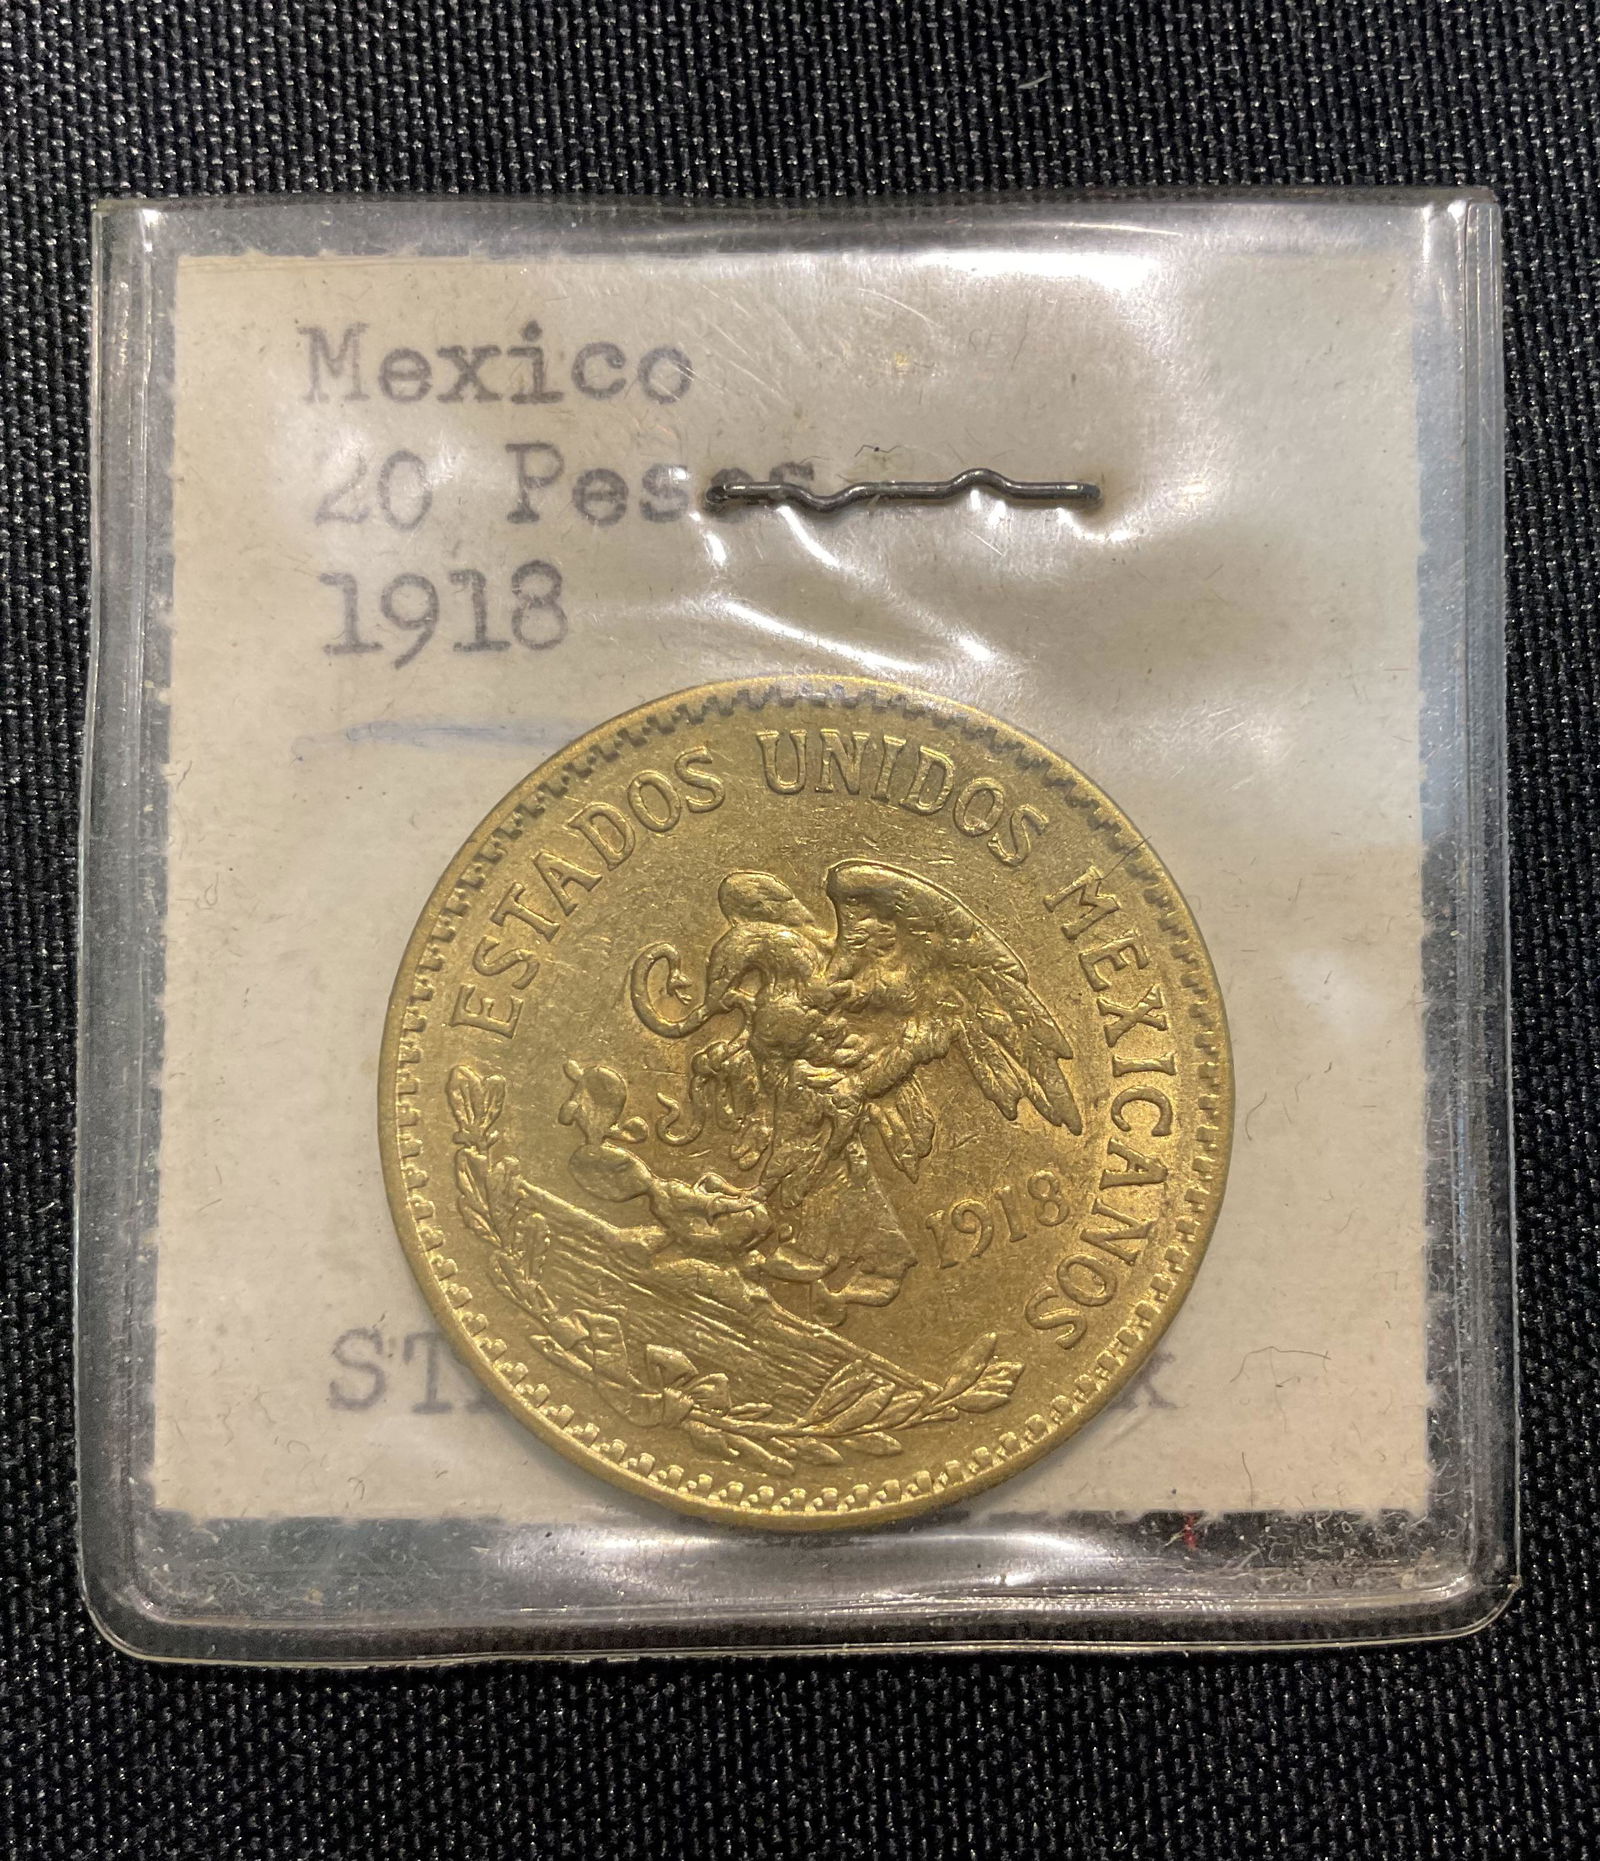 Mexico
20 Pesos
1918
ESTADOS UNIDOS MEXICANOS
1918